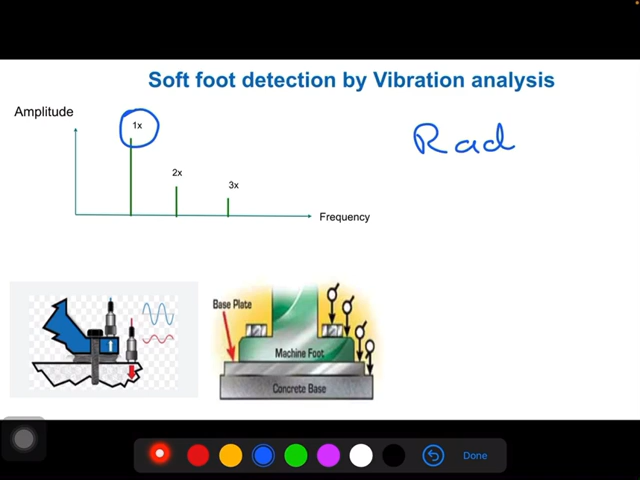 Soft foot detection by Vibration analysis
Amplitude
1x
Rad
2x
3x
Frequency
Base Plate
Machine Foot
Concrete Base
Done